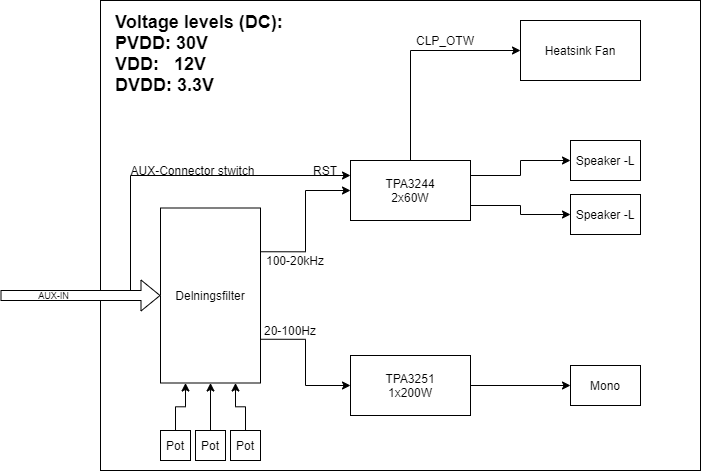 Voltage levels (DC):
PVDD: 30V
VDD: 12V
DVDD: 3.3V
CLP_OTW
Heatsink Fan
AUX-Connector stwitch
RST
TPA3244
2x60W
Speaker -L
Speaker -L
100-20kHz
AUX-IN
Delningsfilter
20-100Hz
TPA3251
1x200W
Mono
Pot
Pot
Pot